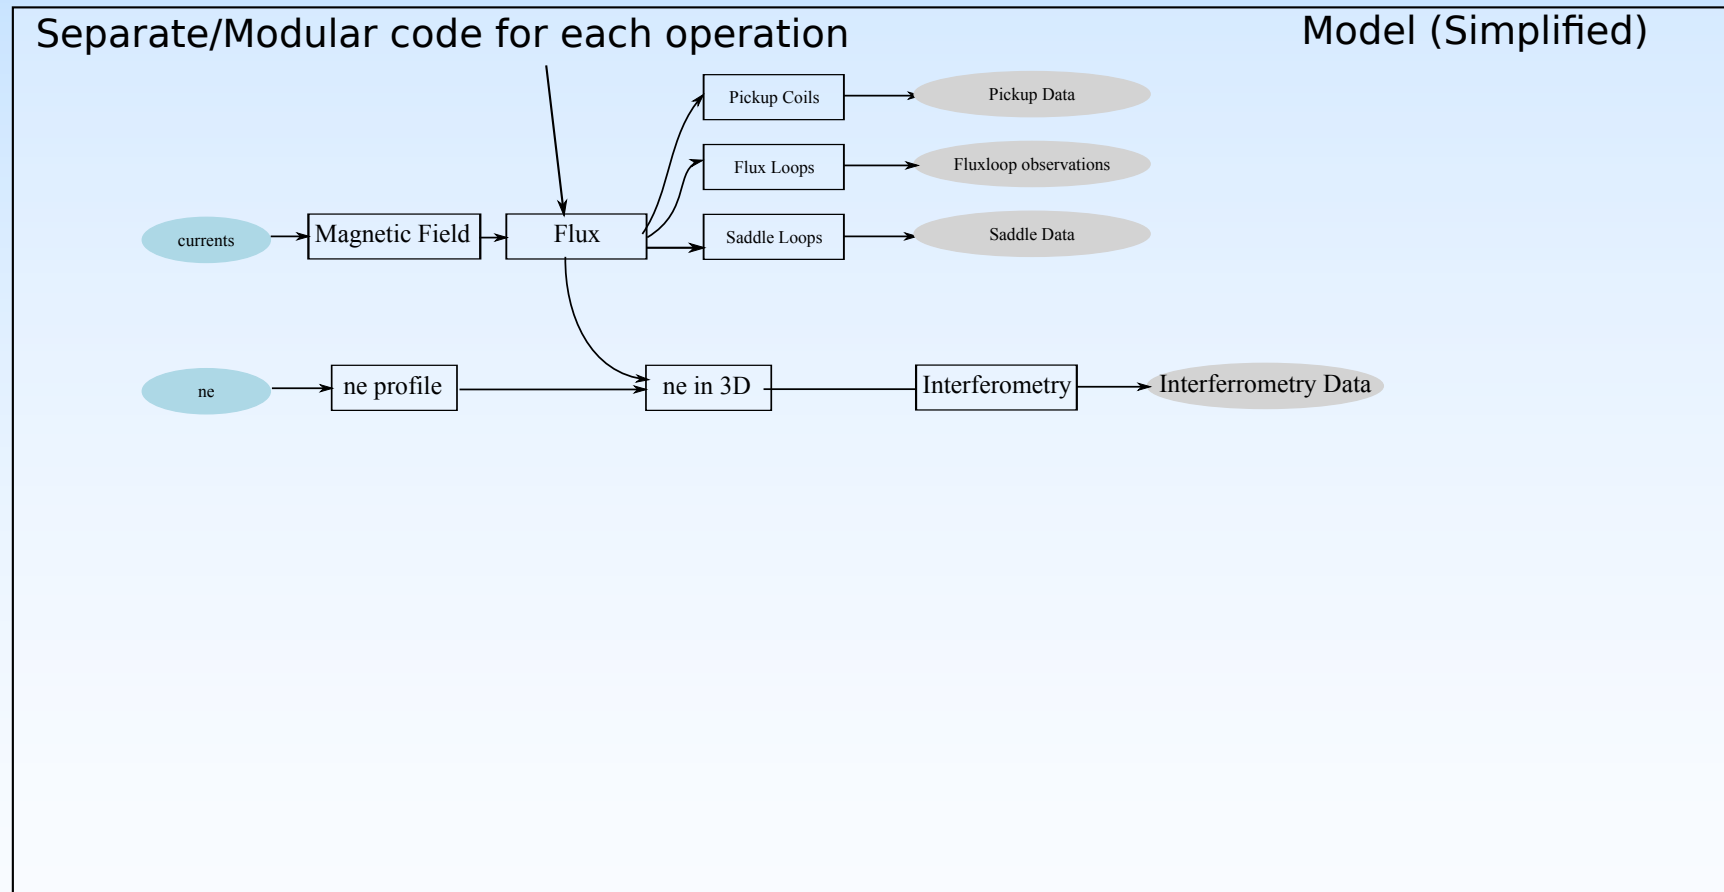 Separate/Modular code for each operation
Model (Simplified)
Pickup Coils
Pickup Data
Flux Loops
Fluxloop observations
currents
Magnetic Field
Flux
Saddle Loops
Saddle Data
ne
ne profile
ne in 3D
Interferometry
Interferrometry Data